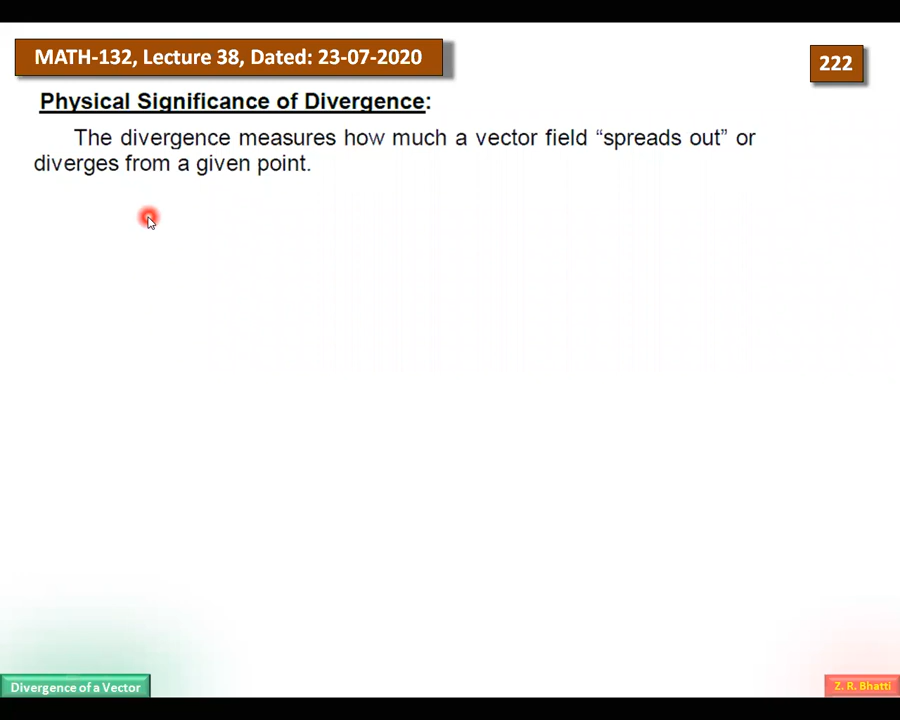 MATH-132, Lecture 38, Dated: 23-07-2020
222
Physical Significance of Divergence:
The divergence measures how much a vector field “spreads out” or
diverges from a given point.
Divergence of a Vector
Z. R. Bhatti